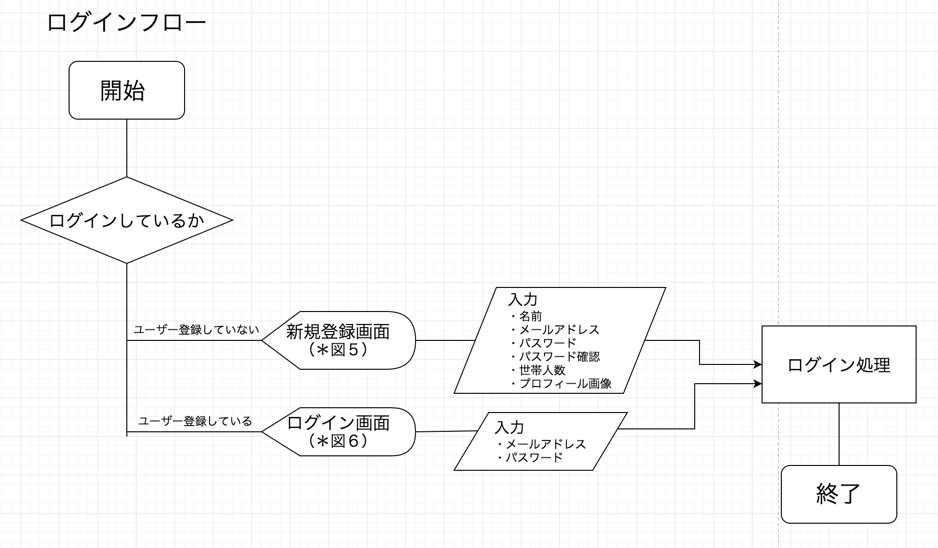 ログインフロー
開始
ログインしているか
ユーザー登録していない
新規登録画面
(＊図５)
入力
・名前
・メールアドレス
・パスワード
・パスワード確認
・世帯人数
・プロフィール画像
ログイン処理
ユーザー登録している
ログイン画面
(＊図６)
入力
・メールアドレス
・パスワード
終了